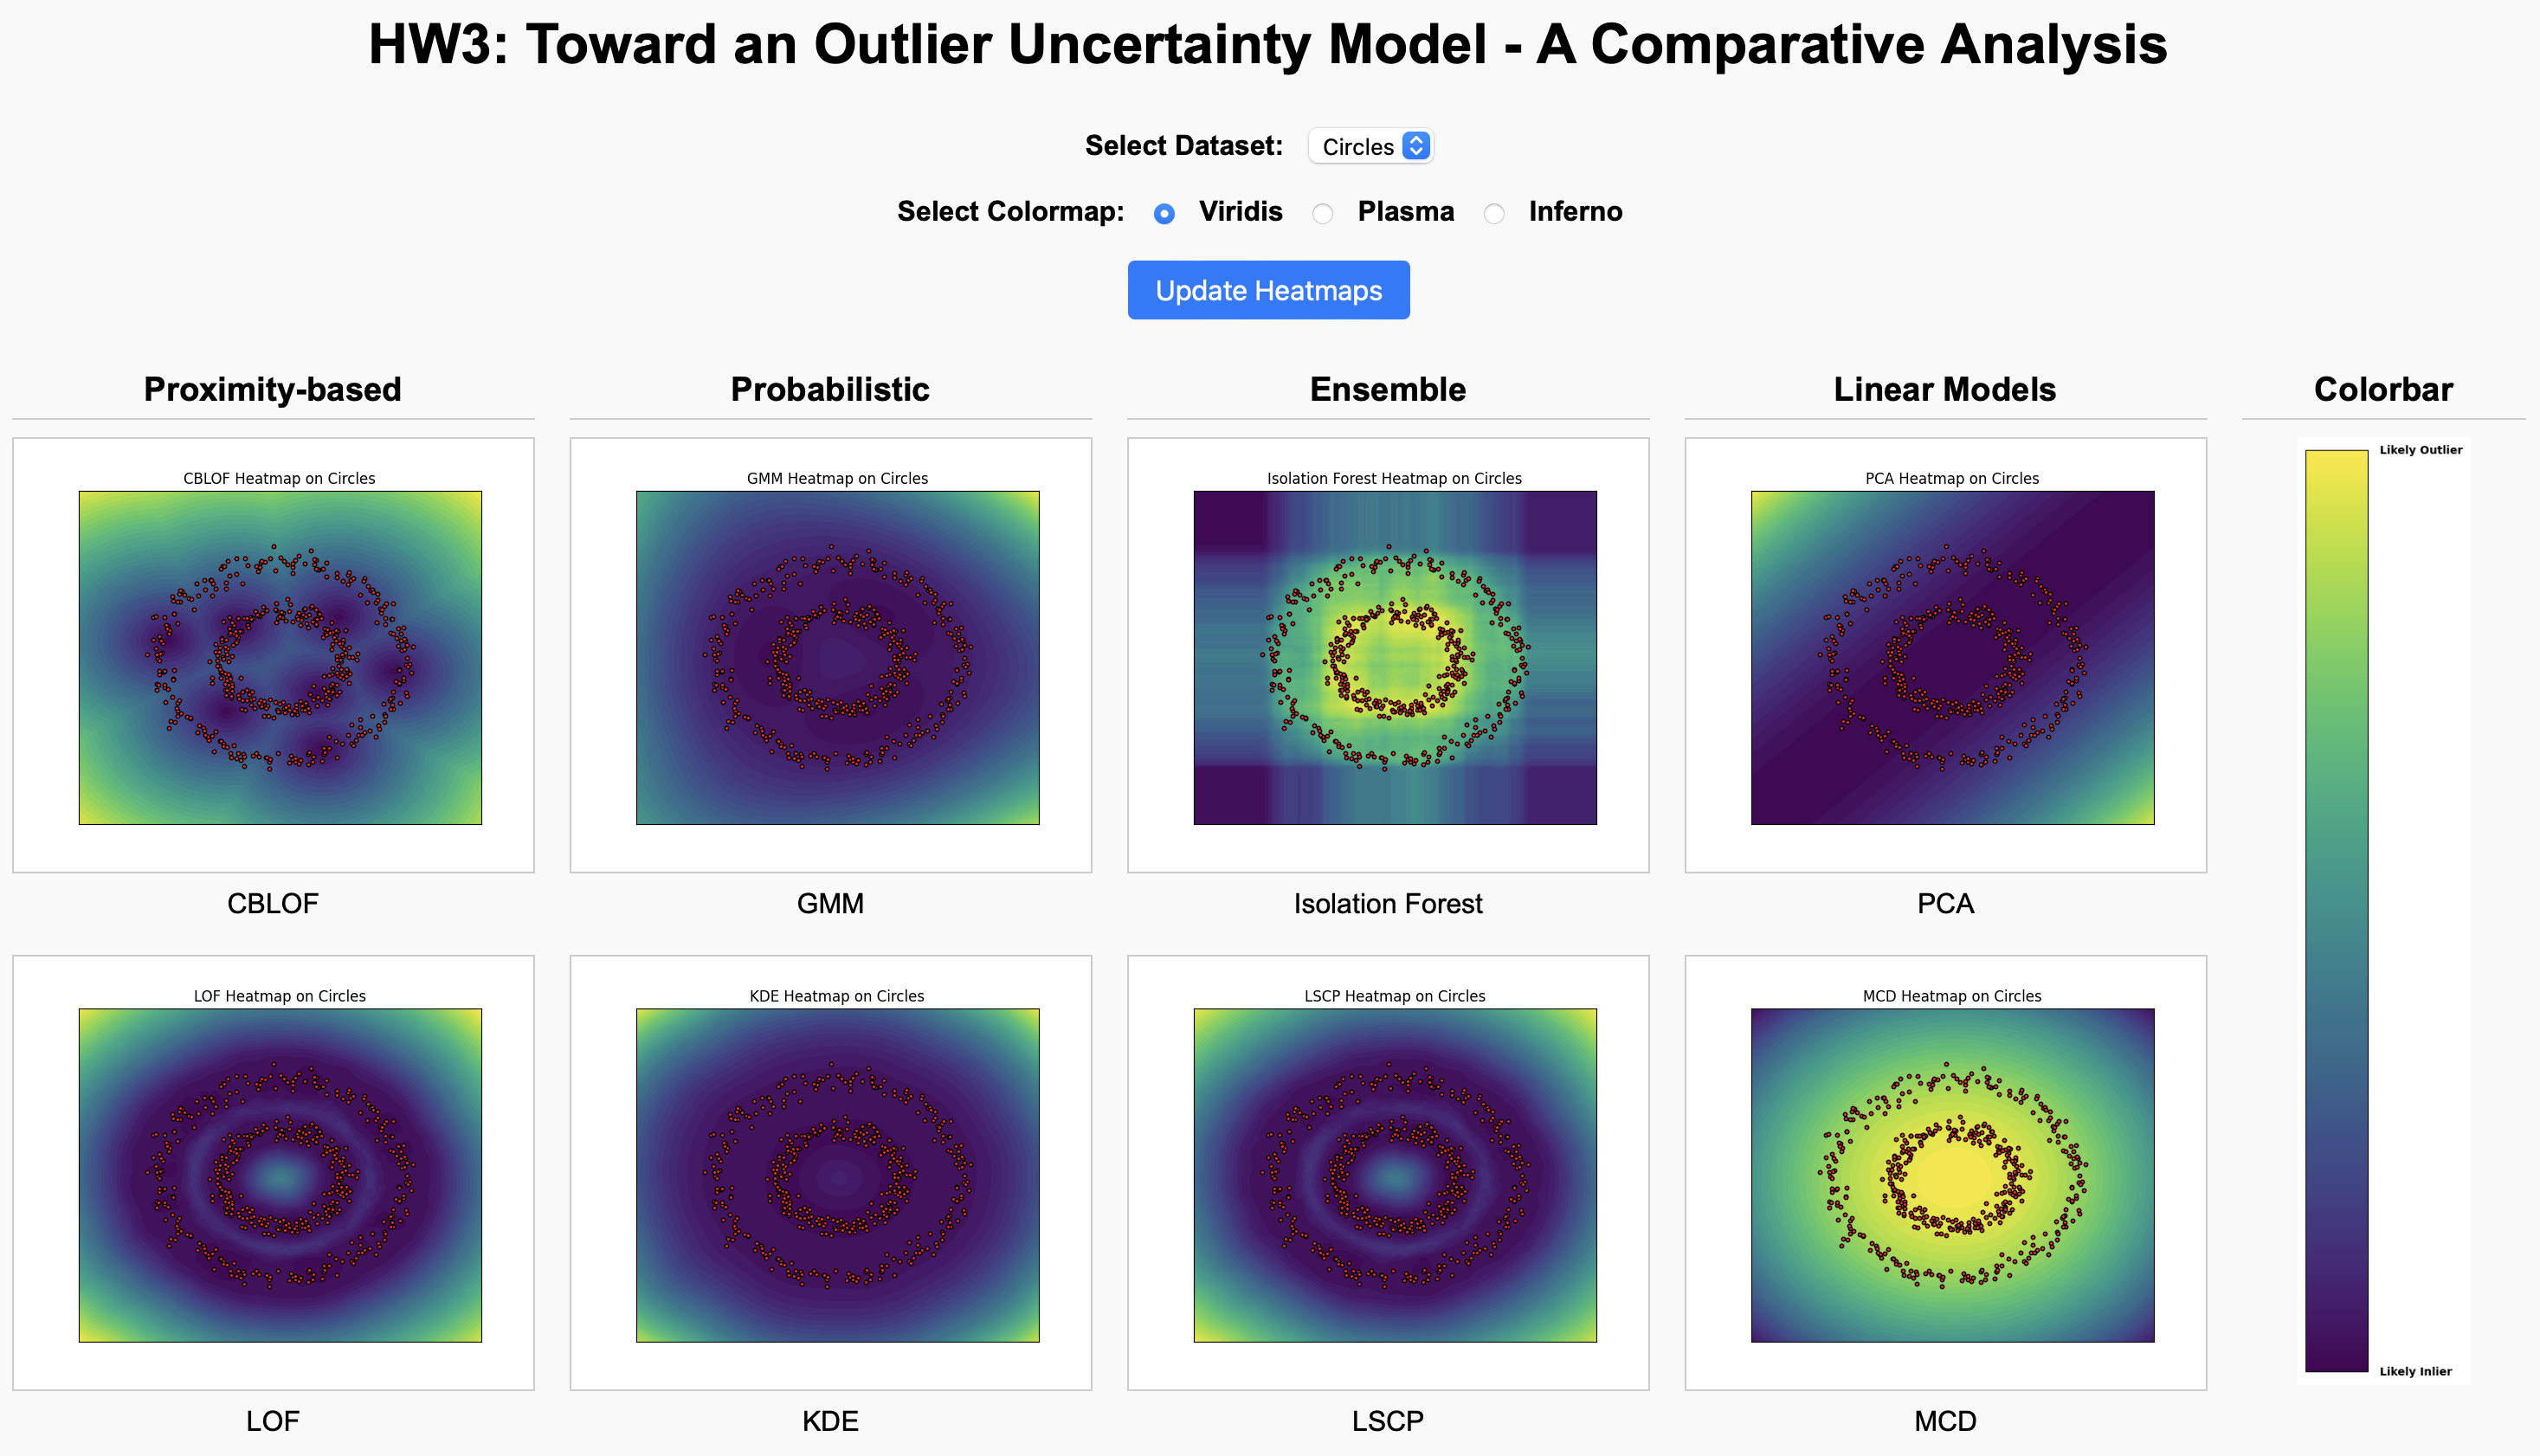 HW3: Toward an Outlier Uncertainty Model - A Comparative Analysis
Select Dataset: Circles
Select Colormap: Viridis Plasma Inferno
Update Heatmaps
Proximity-based
Probabilistic
Ensemble
Linear Models
Colorbar
CBLOF Heatmap on Circles
GMM Heatmap on Circles
Isolation Forest Heatmap on Circles
PCA Heatmap on Circles
Likely Outlier
CBLOF
GMM
Isolation Forest
PCA
LOF Heatmap on Circles
KDE Heatmap on Circles
LSCP Heatmap on Circles
MCD Heatmap on Circles
Likely Inlier
LOF
KDE
LSCP
MCD